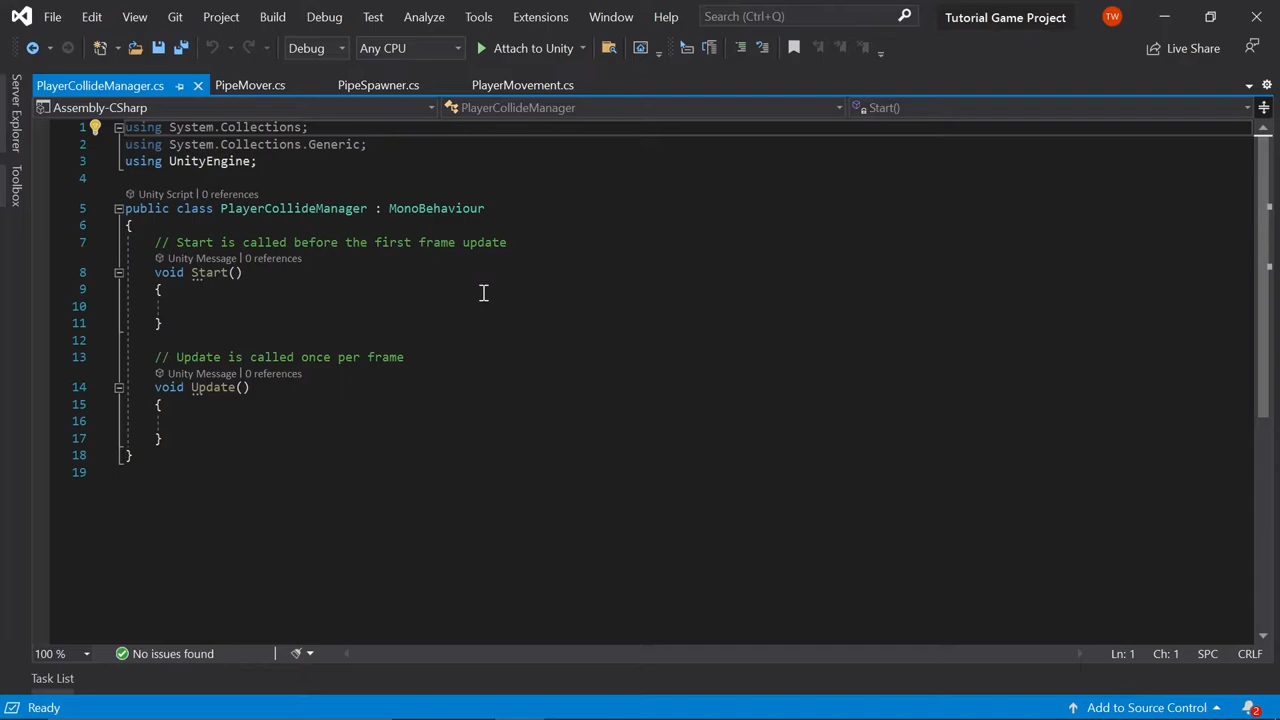 File Edit View Git Project Build Debug Test Analyze Tools Extensions Window Help Search (Ctrl+Q) Tutorial Game Project TW
Debug Any CPU Attach to Unity Live Share
PlayerCollideManager.cs PipeMover.cs PipeSpawner.cs PlayerMovement.cs
Assembly-CSharp PlayerCollideManager Start()
Server Explorer
Toolbox
1 using System.Collections;
2 using System.Collections.Generic;
3 using UnityEngine;
4
Unity Script | 0 references
5 public class PlayerCollideManager : MonoBehaviour
6 {
7 // Start is called before the first frame update
Unity Message | 0 references
8 void Start()
9 {
10
11 }
12
13 // Update is called once per frame
Unity Message | 0 references
14 void Update()
15 {
16
17 }
18 }
19
100 % No issues found Ln: 1 Ch: 1 SPC CRLF
Task List
Ready Add to Source Control 2